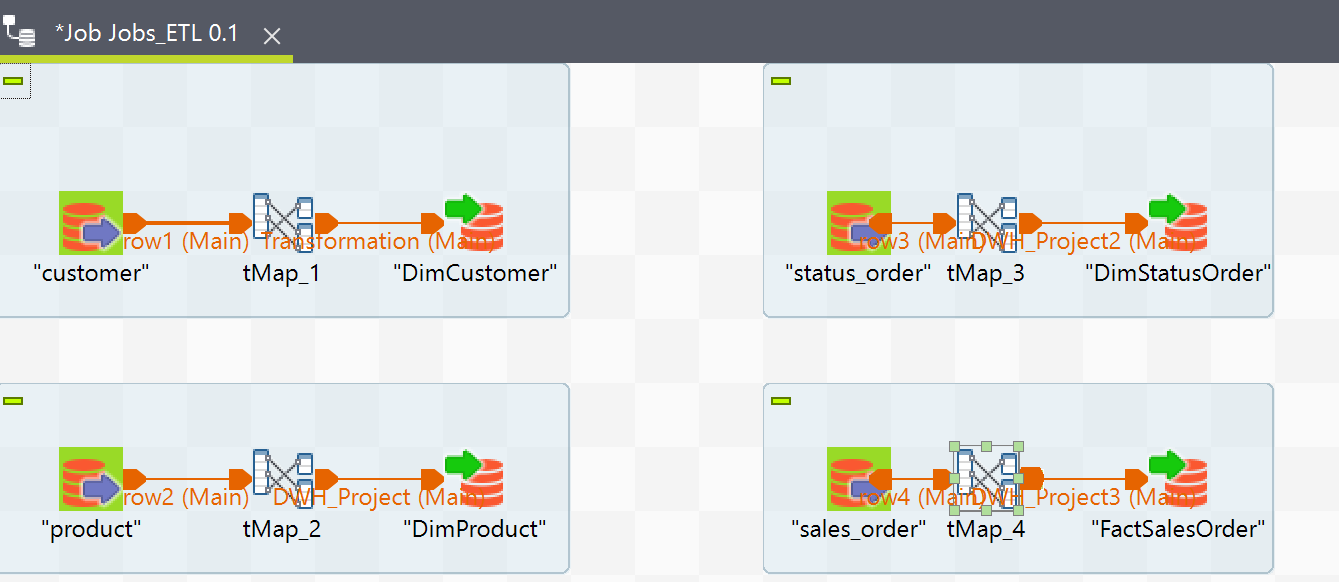 *Job Jobs_ETL 0.1
row1 (Main) Transformation (Main)
"customer" tMap_1 "DimCustomer"
row3 (Main) DWH_Project2 (Main)
"status_order" tMap_3 "DimStatusOrder"
row2 (Main) DWH_Project (Main)
"product" tMap_2 "DimProduct"
row4 (Main) DWH_Project3 (Main)
"sales_order" tMap_4 "FactSalesOrder"